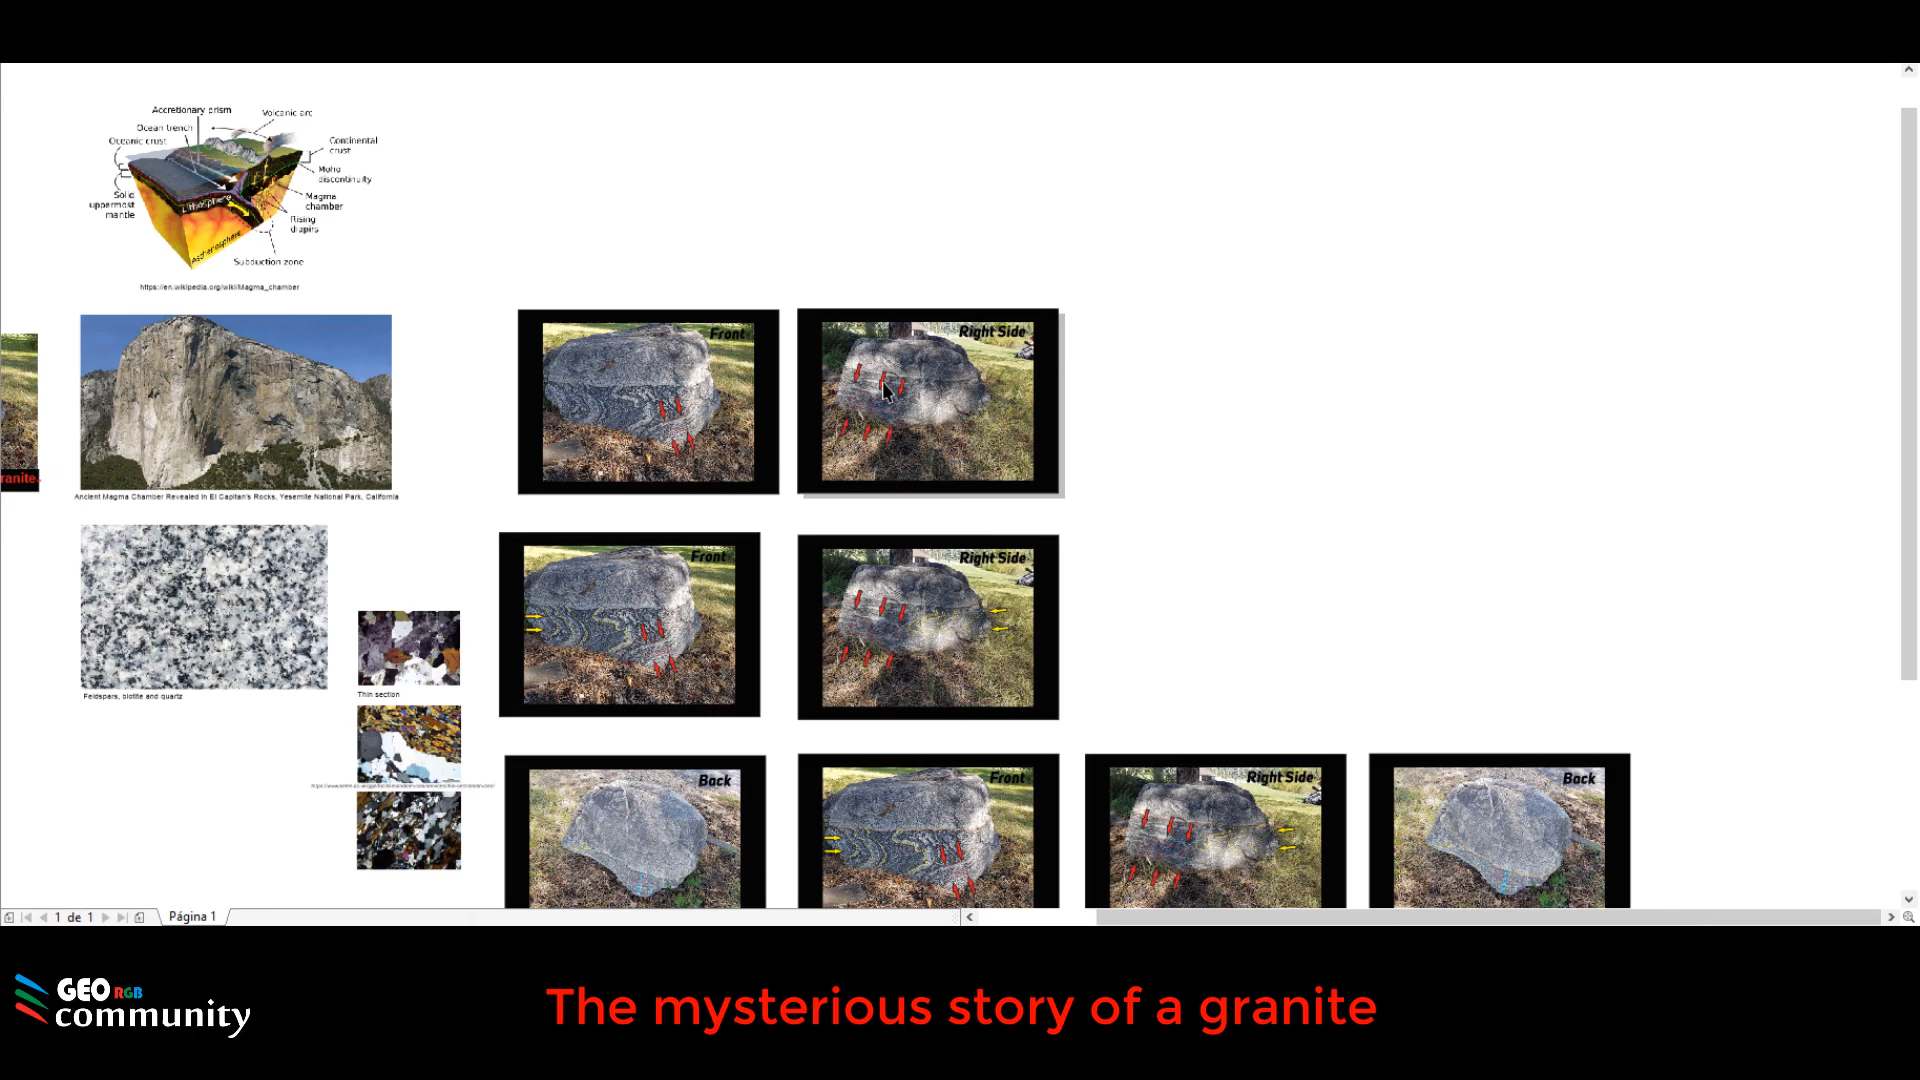 Accretionary prism
Volcanic arc
Ocean trench
Oceanic crust
Continental
crust
Moho
discontinuity
Solid
uppermost
mantle
Lithosphere
Magma
chamber
Rising
diapirs
Asthenosphere
Subduction zone
https://en.wikipedia.org/wiki/Magma_chamber
Front
Right Side
ranite
Ancient Magma Chamber Revealed in El Capitan's Rocks, Yesemite National Park, California
Front
Right Side
Feldspars, biotite and quartz
Thin section
Back
Front
Right Side
Back
1 de 1
Página 1
GEO RGB
community
The mysterious story of a granite